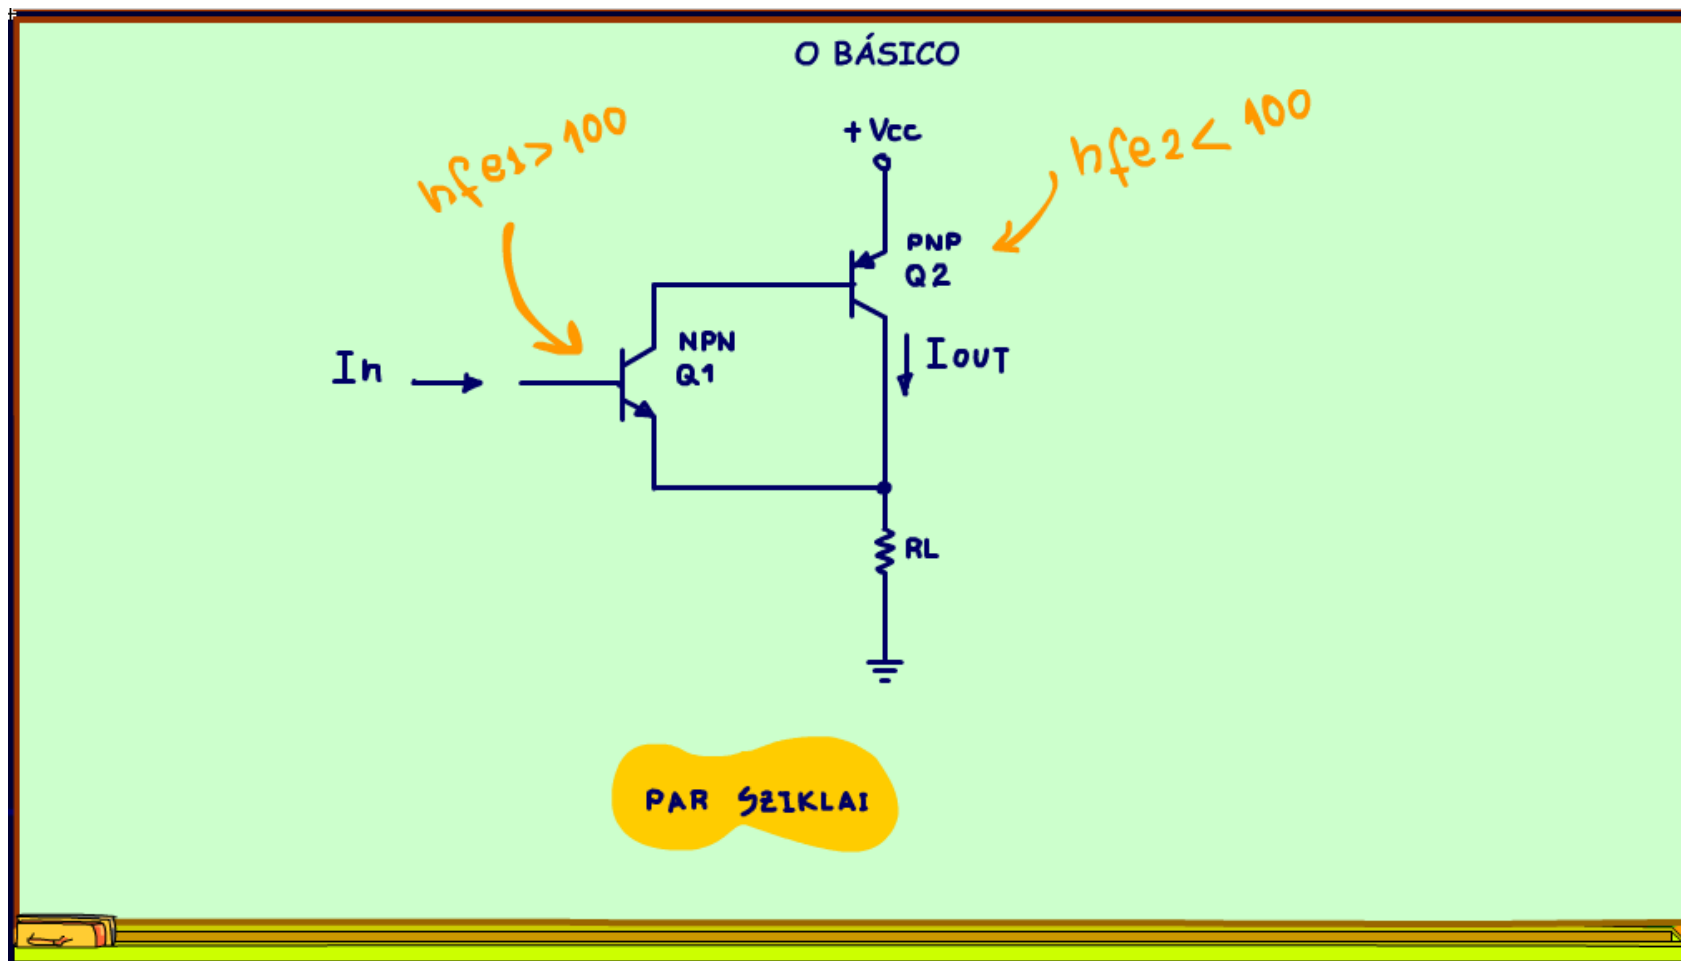 O BÁSICO
hfe1>100
+Vcc
hfe2<100
PNP
Q2
NPN
Q1
In
IOUT
RL
PAR SZIKLAI